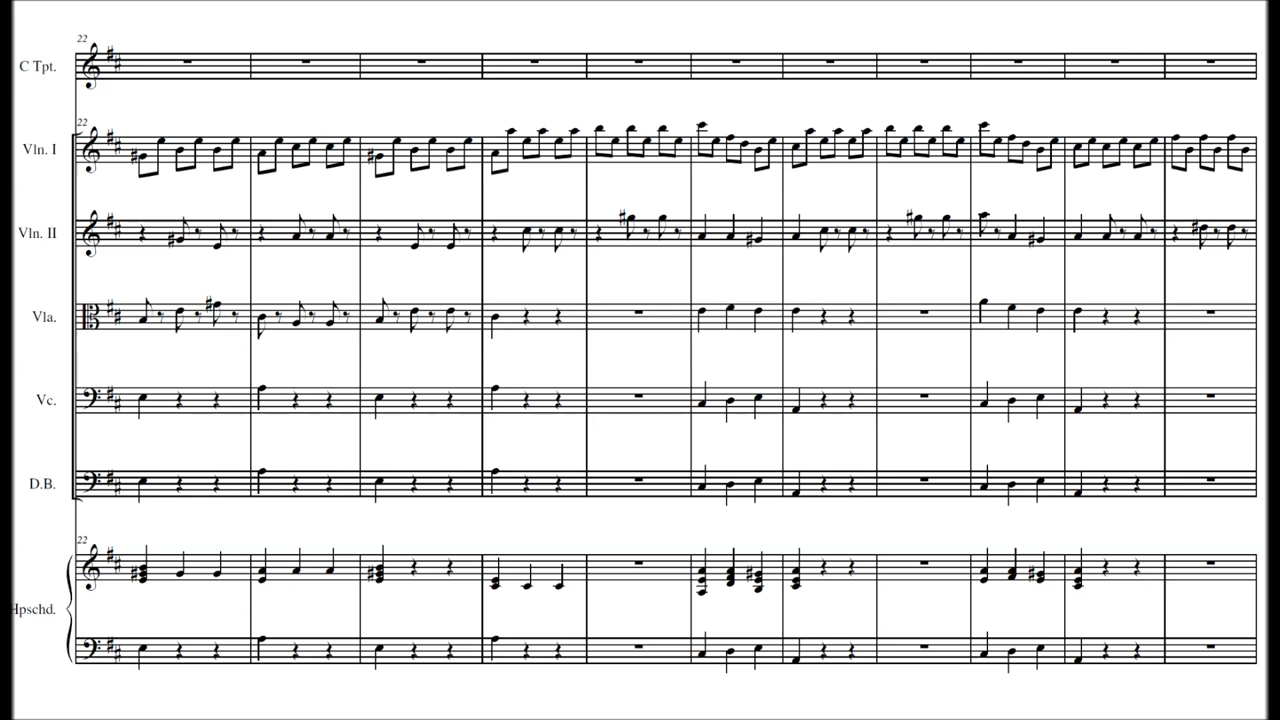 22
C Tpt.
22
Vln. I
Vln. II
Vla.
Vc.
D.B.
22
Hpschd.